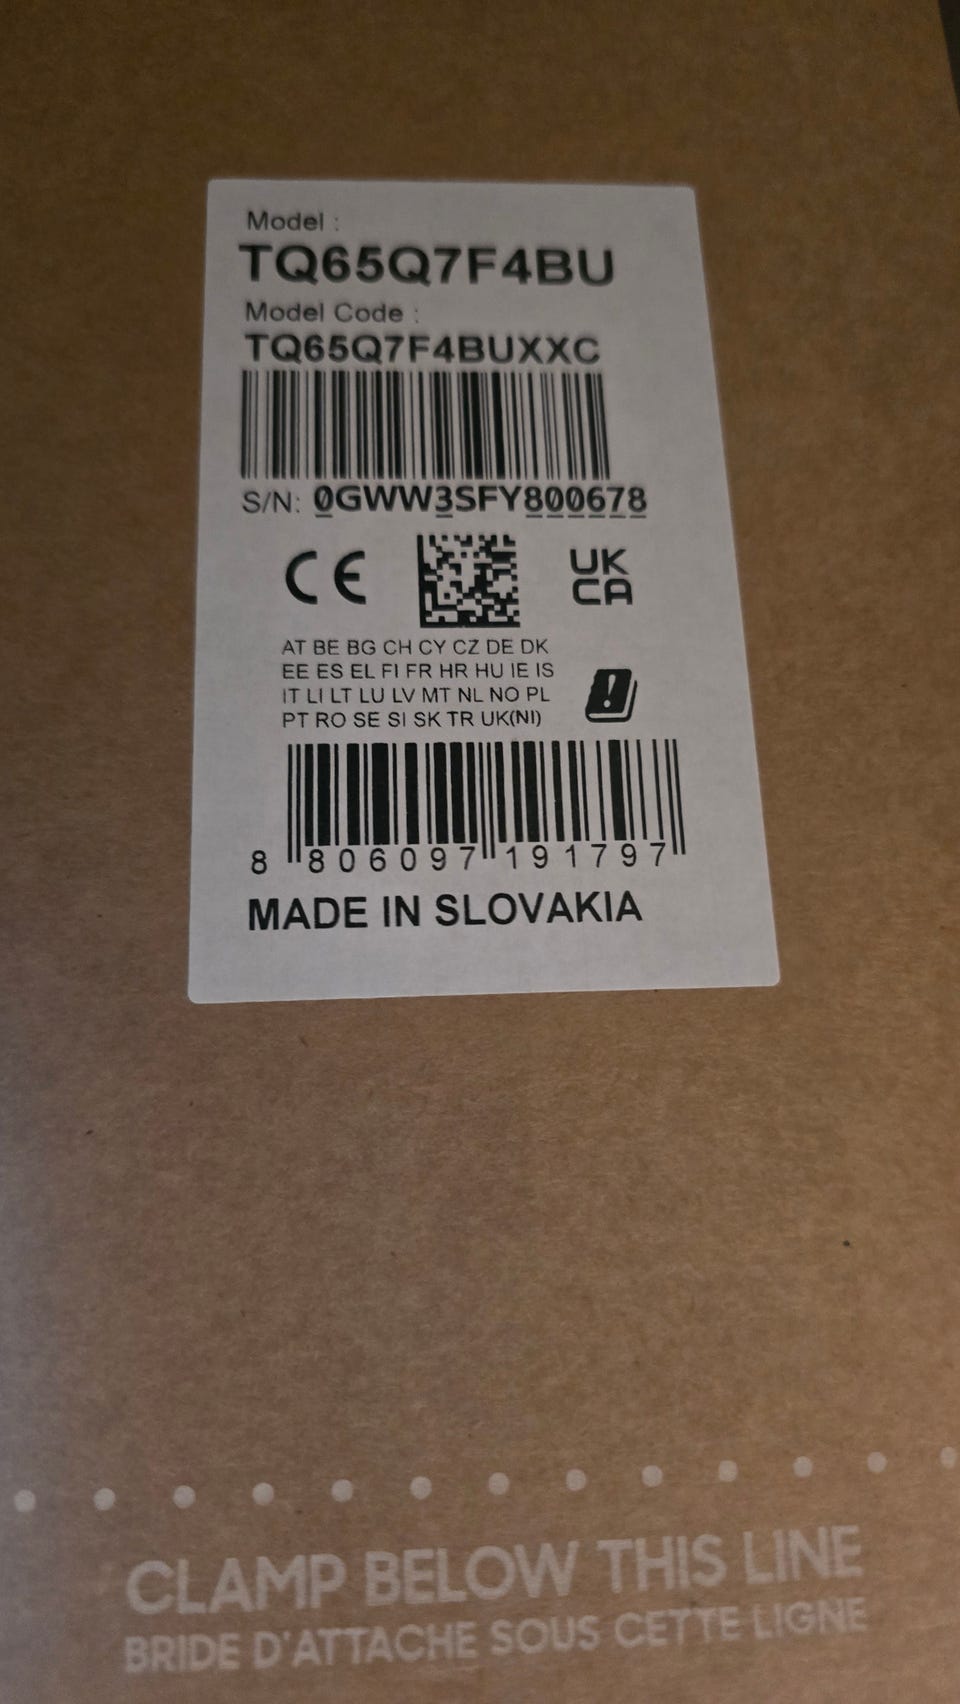 Model :
TQ65Q7F4BU
Model Code :
TQ65Q7F4BUXXC
S/N: 0GWW3SFY800678
CE
UK
CA
AT BE BG CH CY CZ DE DK
EE ES EL FI FR HR HU IE IS
IT LI LT LU LV MT NL NO PL
PT RO SE SI SK TR UK(NI)
8 806097 191797
MADE IN SLOVAKIA
CLAMP BELOW THIS LINE
BRIDE D'ATTACHE SOUS CETTE LIGNE